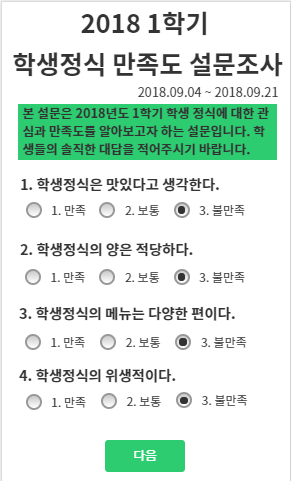 2018 1학기
학생정식 만족도 설문조사
2018.09.04 ~ 2018.09.21
본 설문은 2018년도 1학기 학생 정식에 대한 관
심과 만족도를 알아보고자 하는 설문입니다. 학
생들의 솔직한 대답을 적어주시기 바랍니다.
1. 학생정식은 맛있다고 생각한다.
1. 만족 2. 보통 3. 불만족
2. 학생정식의 양은 적당하다.
1. 만족 2. 보통 3. 불만족
3. 학생정식의 메뉴는 다양한 편이다.
1. 만족 2. 보통 3. 불만족
4. 학생정식의 위생적이다.
1. 만족 2. 보통 3. 불만족
다음